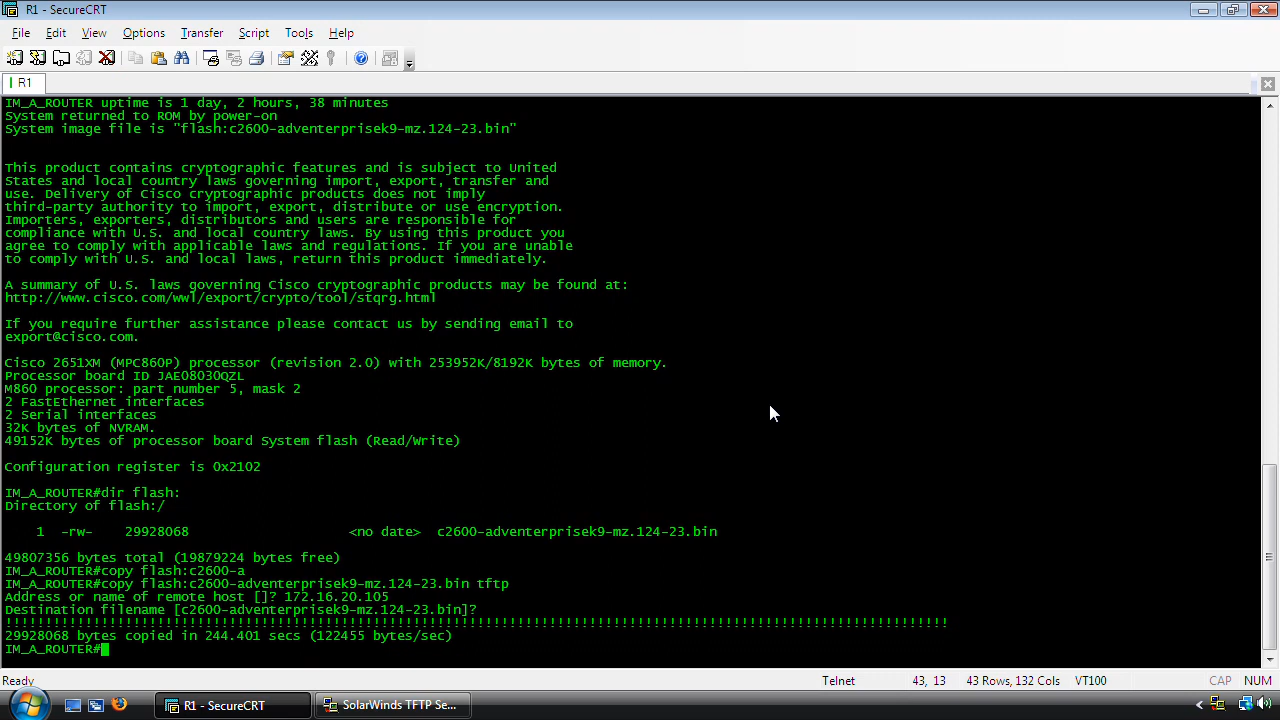 R1 - SecureCRT
File Edit View Options Transfer Script Tools Help
R1
IM_A_ROUTER uptime is 1 day, 2 hours, 38 minutes
System returned to ROM by power-on
System image file is "flash:c2600-adventerprisek9-mz.124-23.bin"
This product contains cryptographic features and is subject to United
States and local country laws governing import, export, transfer and
use. Delivery of Cisco cryptographic products does not imply
third-party authority to import, export, distribute or use encryption.
Importers, exporters, distributors and users are responsible for
compliance with U.S. and local country laws. By using this product you
agree to comply with applicable laws and regulations. If you are unable
to comply with U.S. and local laws, return this product immediately.
A summary of U.S. laws governing Cisco cryptographic products may be found at:
http://www.cisco.com/wwl/export/crypto/tool/stqrg.html
If you require further assistance please contact us by sending email to
export@cisco.com.
Cisco 2651XM (MPC860P) processor (revision 2.0) with 253952K/8192K bytes of memory.
Processor board ID JAE08030QZL
M860 processor: part number 5, mask 2
2 FastEthernet interfaces
2 Serial interfaces
32K bytes of NVRAM.
49152K bytes of processor board System flash (Read/Write)
Configuration register is 0x2102
IM_A_ROUTER#dir flash:
Directory of flash:/
1 -rw- 29928068 <no date> c2600-adventerprisek9-mz.124-23.bin
49807356 bytes total (19879224 bytes free)
IM_A_ROUTER#copy flash:c2600-a
IM_A_ROUTER#copy flash:c2600-adventerprisek9-mz.124-23.bin tftp
Address or name of remote host []? 172.16.20.105
Destination filename [c2600-adventerprisek9-mz.124-23.bin]?
!!!!!!!!!!!!!!!!!!!!!!!!!!!!!!!!!!!!!!!!!!!!!!!!!!!!!!!!!!!!!!!!!!!!!!!!!!!!!!!!!!!!!!!!!!!!!!!!!!!!!!!!!!!!!!!!!!!!!!
29928068 bytes copied in 244.401 secs (122455 bytes/sec)
IM_A_ROUTER#
Ready Telnet 43, 13 43 Rows, 132 Cols VT100 CAP NUM
R1 - SecureCRT SolarWinds TFTP Se...